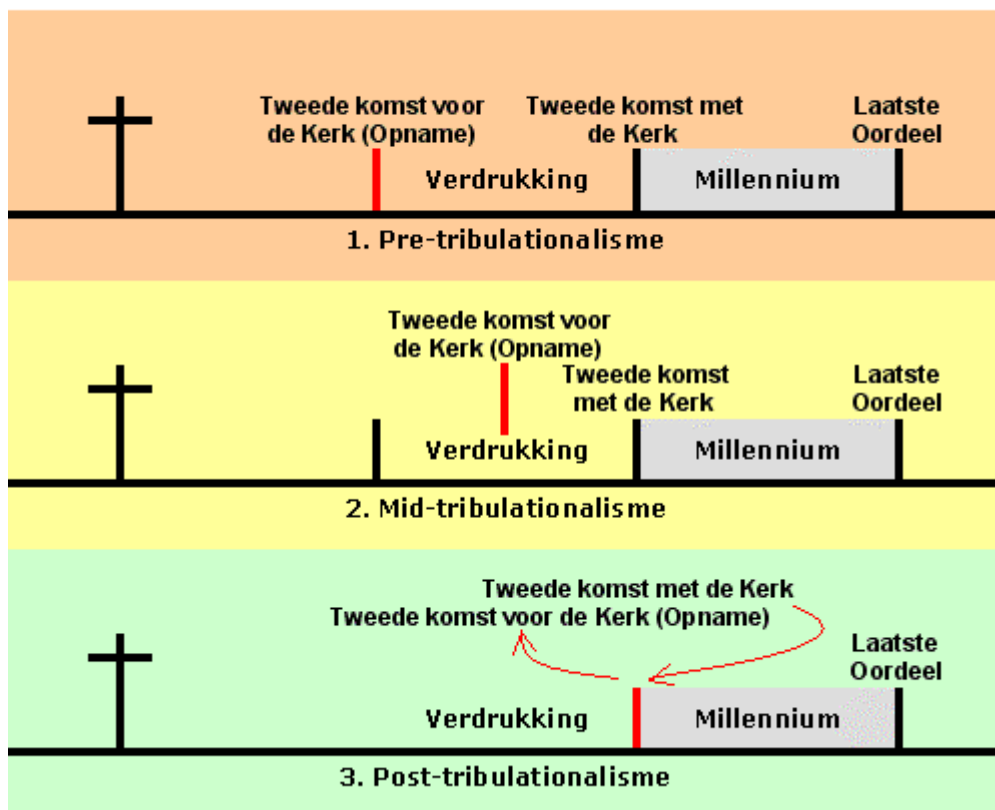 Tweede komst voor
de Kerk (Opname)
Tweede komst met
de Kerk
Laatste
Oordeel
Verdrukking
Millennium
1. Pre-tribulationalisme
Tweede komst voor
de Kerk (Opname)
Tweede komst
met de Kerk
Laatste
Oordeel
Verdrukking
Millennium
2. Mid-tribulationalisme
Tweede komst met de Kerk
Tweede komst voor de Kerk (Opname)
Laatste
Oordeel
Verdrukking
Millennium
3. Post-tribulationalisme